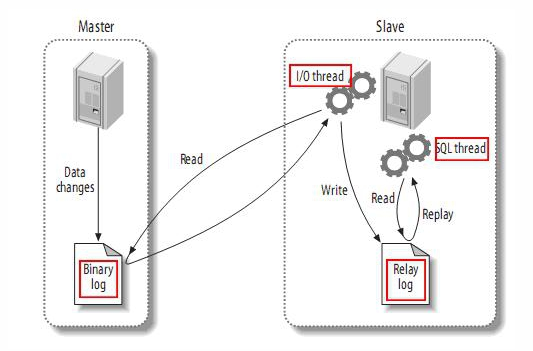 Master
Slave
I/O thread
SQL thread
Data
changes
Read
Write
Read
Replay
Binary
log
Relay
log